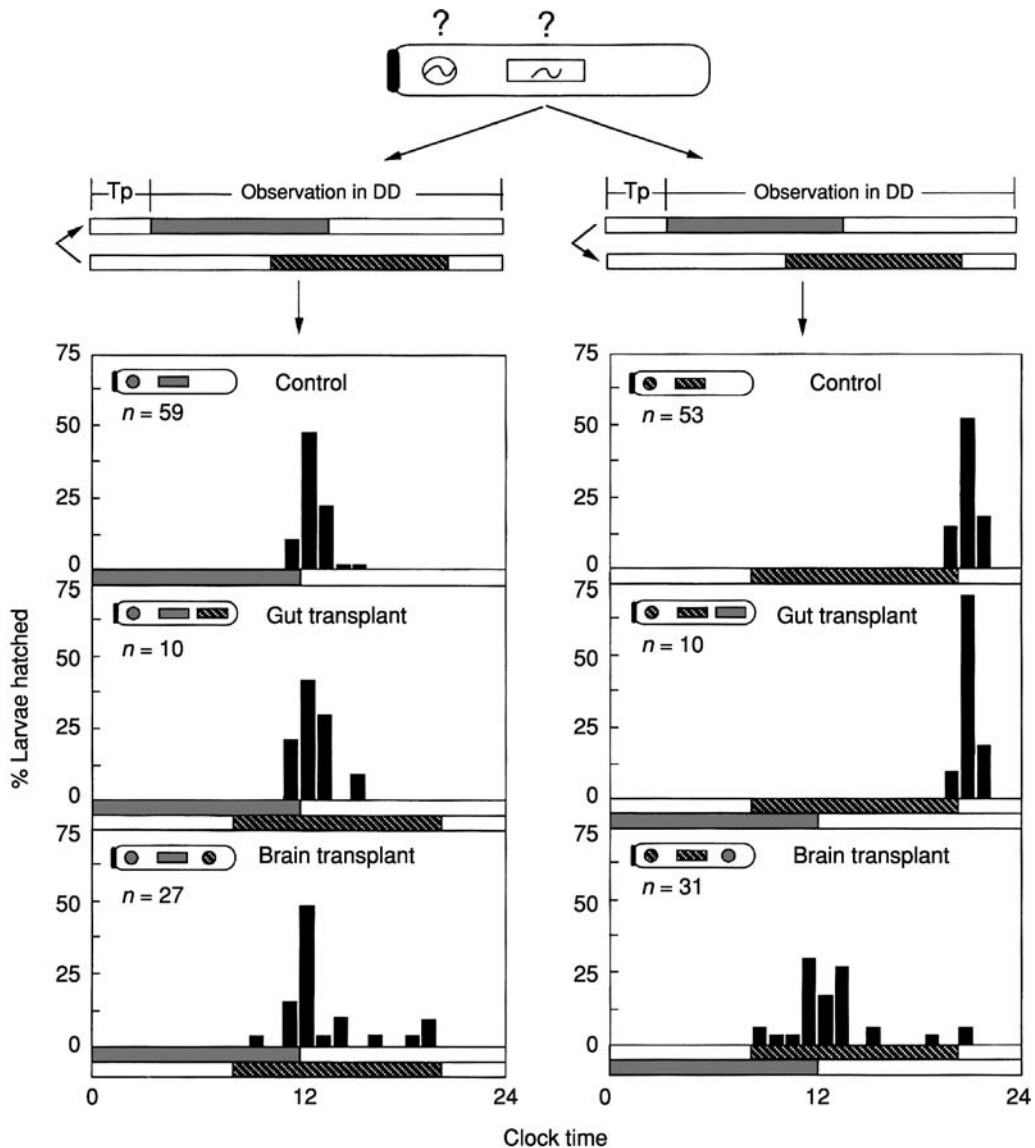 ? ?
Tp Observation in DD
Tp Observation in DD
75
50
25
0
Control
n = 59
75
50
25
0
Control
n = 53
75
50
25
0
Gut transplant
n = 10
75
50
25
0
Gut transplant
n = 10
75
50
25
0
Brain transplant
n = 27
75
50
25
0
Brain transplant
n = 31
% Larvae hatched
0 12 24
0 12 24
Clock time